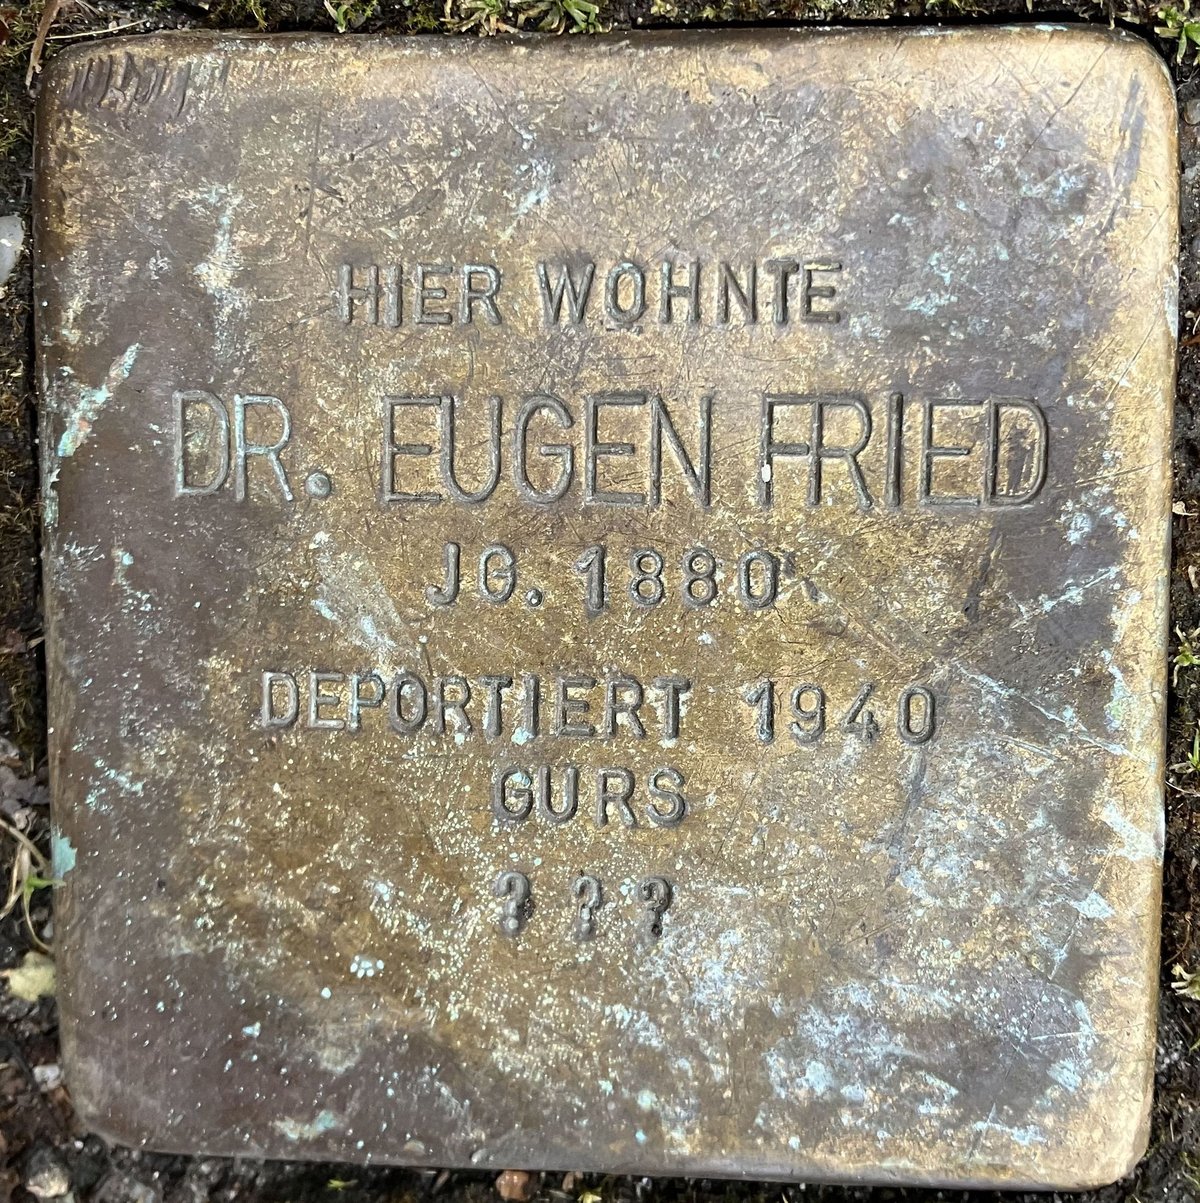 HIER WOHNTE
DR. EUGEN FRIED
JG. 1880
DEPORTIERT 1940
GURS
? ? ?